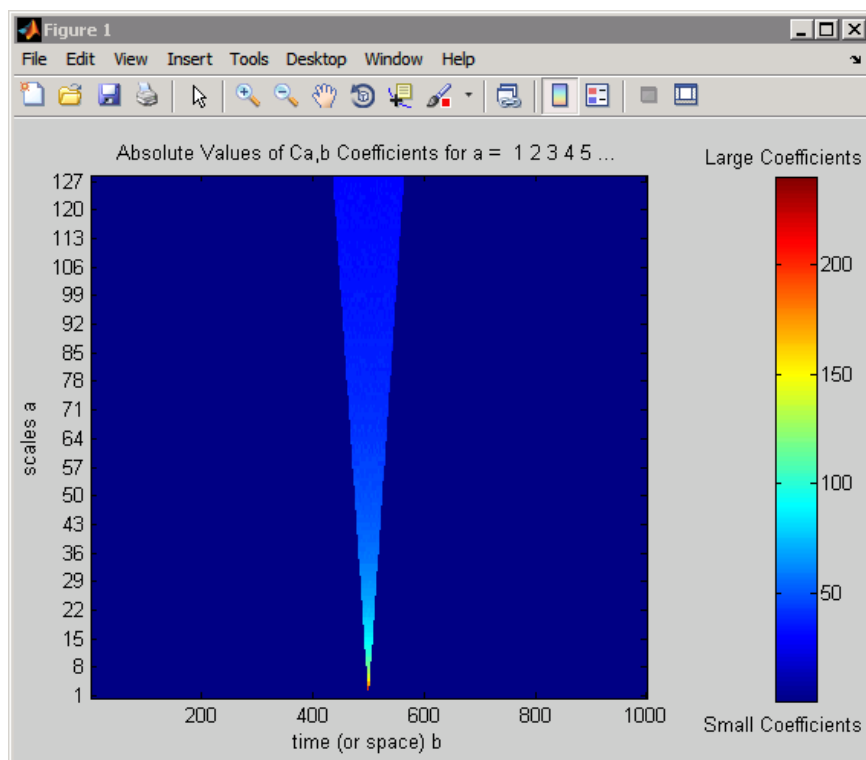 Figure 1
File Edit View Insert Tools Desktop Window Help
Absolute Values of Ca,b Coefficients for a = 1 2 3 4 5 ...
Large Coefficients
127
120
113
106
99
92
85
78
71
64
57
50
43
36
29
22
15
8
1
scales a
200 400 600 800 1000
time (or space) b
200
150
100
50
Small Coefficients